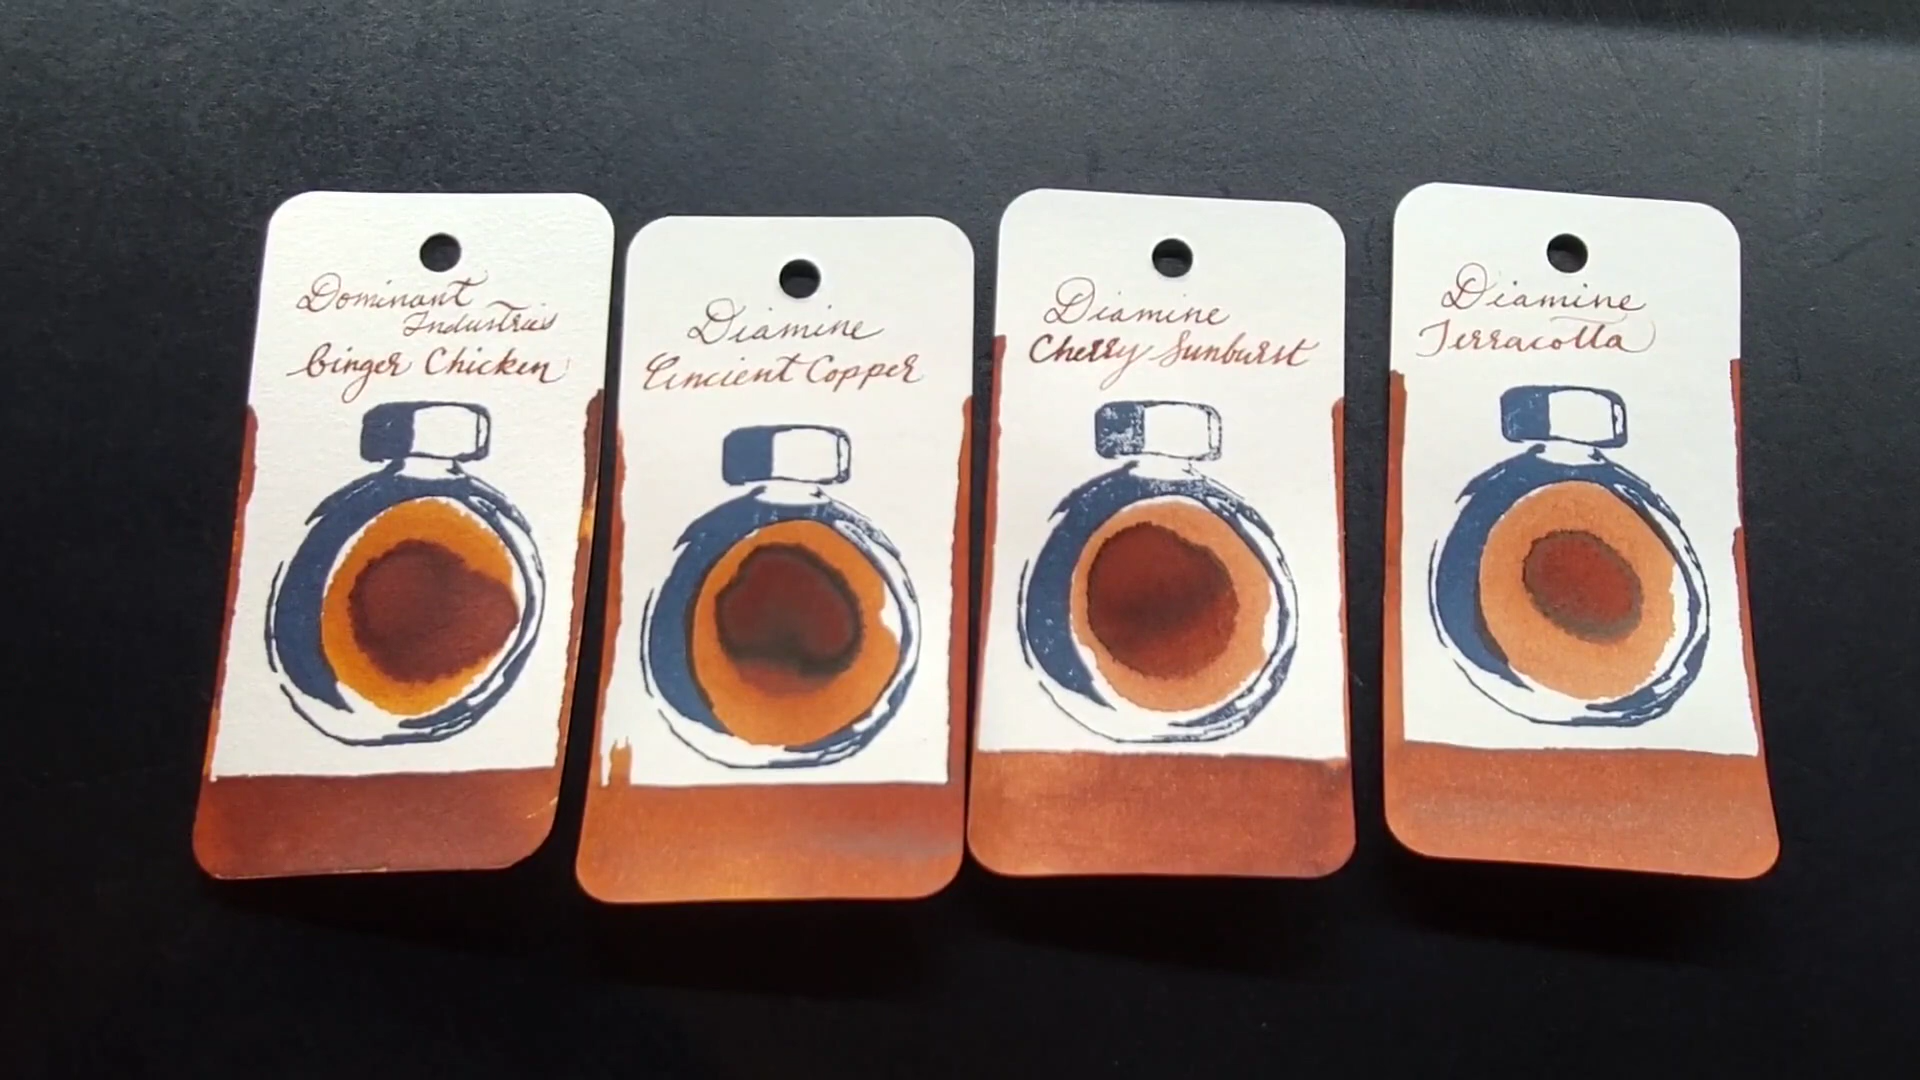 Dominant
Industries
Ginger Chicken
Diamine
Ancient Copper
Diamine
Cherry Sunburst
Diamine
Terracotta